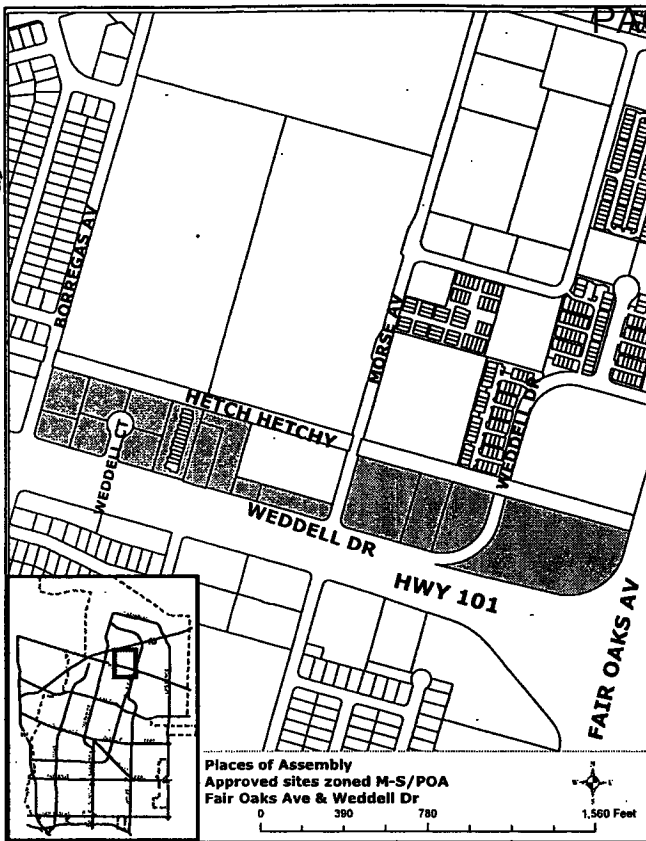 PA
BORREGAS AV
MORSE AV
HETCH HETCHY
WEDDELL DR
WEDDELL CT
WEDDELL DR
HWY 101
FAIR OAKS AV
Places of Assembly
Approved sites zoned M-S/POA
Fair Oaks Ave & Weddell Dr
N
W E
S
0 390 780 1,560 Feet